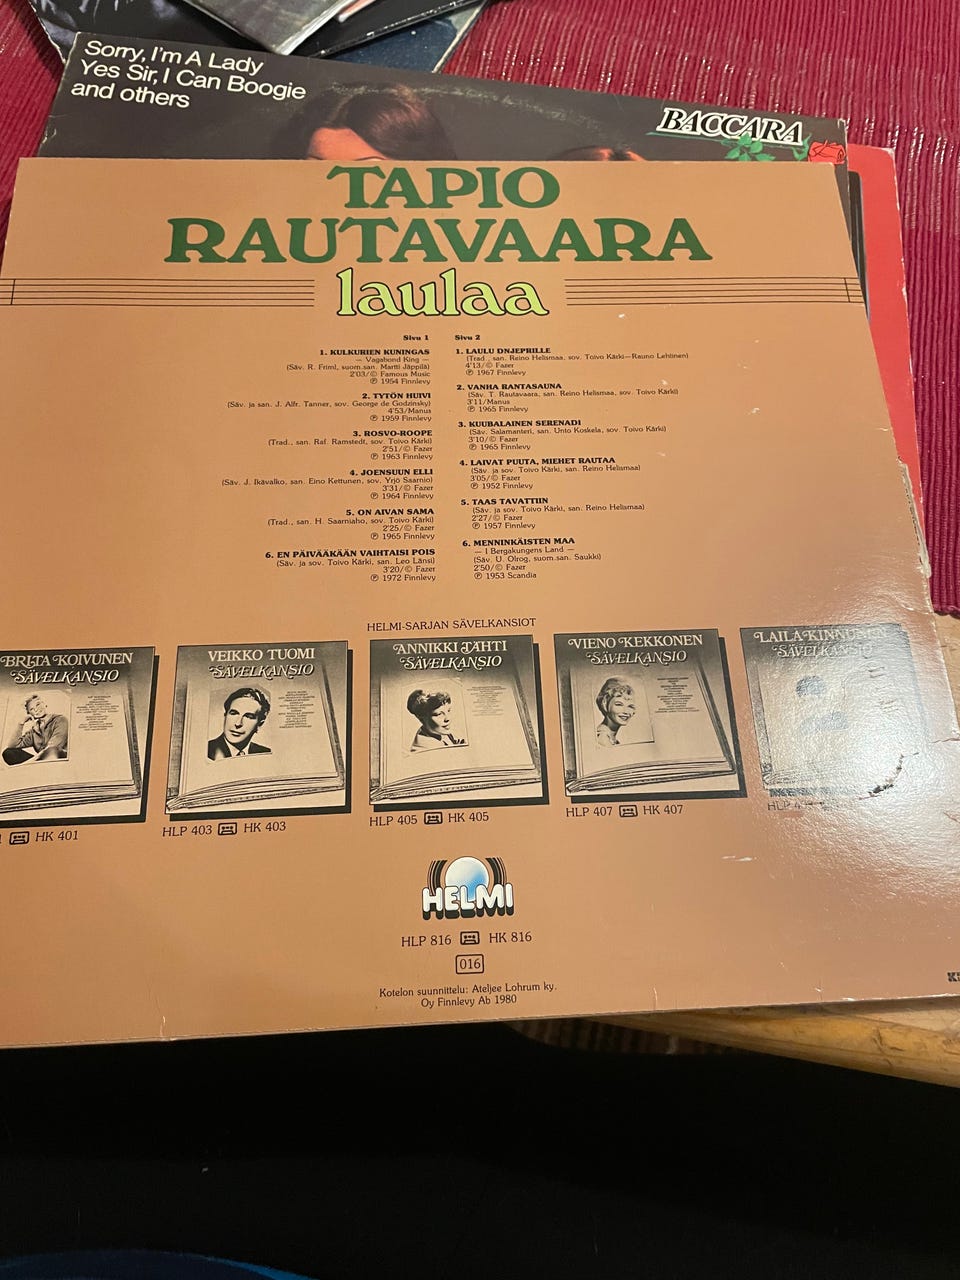 Sorry, I'm A Lady
Yes Sir, I Can Boogie
and others
BACCARA
TAPIO
RAUTAVAARA
laulaa
Sivu 1
1. KULKURIEN KUNINGAS
— Vagabond King —
(Säv. R. Friml, suom.san. Martti Jäppilä)
2'03/© Famous Music
℗ 1954 Finnlevy
2. TYTÖN HUIVI
(Säv. ja san. J. Alfr. Tanner, sov. George de Godzinsky)
4'53/Manus
℗ 1959 Finnlevy
3. ROSVO-ROOPE
(Trad., san. Raf. Ramstedt, sov. Toivo Kärki)
2'51/© Fazer
℗ 1963 Finnlevy
4. JOENSUUN ELLI
(Säv. J. Ikävalko, san. Eino Kettunen, sov. Yrjö Saarnio)
3'31/© Fazer
℗ 1964 Finnlevy
5. ON AIVAN SAMA
(Trad., san. H. Saarniaho, sov. Toivo Kärki)
2'25/© Fazer
℗ 1965 Finnlevy
6. EN PÄIVÄÄKÄÄN VAIHTAISI POIS
(Säv. ja sov. Toivo Kärki, san. Leo Länsi)
3'20/© Fazer
℗ 1972 Finnlevy
Sivu 2
1. LAULU DNJEPRILLE
(Trad., san. Reino Helismaa, sov. Toivo Kärki—Rauno Lehtinen)
4'13/© Fazer
℗ 1967 Finnlevy
2. VANHA RANTASAUNA
(Säv. T. Rautavaara, san. Reino Helismaa, sov. Toivo Kärki)
3'11/Manus
℗ 1965 Finnlevy
3. KUUBALAINEN SERENADI
(Säv. Salamanteri, san. Unto Koskela, sov. Toivo Kärki)
3'10/© Fazer
℗ 1965 Finnlevy
4. LAIVAT PUUTA, MIEHET RAUTAA
(Säv. ja sov. Toivo Kärki, san. Reino Helismaa)
3'05/© Fazer
℗ 1952 Finnlevy
5. TAAS TAVATTIIN
(Säv. ja sov. Toivo Kärki, san. Reino Helismaa)
2'27/© Fazer
℗ 1957 Finnlevy
6. MENNINKÄISTEN MAA
— I Bergakungens Land —
(Säv. U. Olrog, suom.san. Saukki)
2'50/© Fazer
℗ 1953 Scandia
HELMI-SARJAN SÄVELKANSIOT
BRITA KOIVUNEN
SÄVELKANSIO
HK 401
VEIKKO TUOMI
SÄVELKANSIO
HLP 403 HK 403
ANNIKKI TÄHTI
SÄVELKANSIO
HLP 405 HK 405
VIENO KEKKONEN
SÄVELKANSIO
HLP 407 HK 407
LAILA KINNUNEN
SÄVELKANSIO
HLP 4
HELMI
HLP 816 HK 816
016
Kotelon suunnittelu: Ateljee Lohrum ky.
Oy Finnlevy Ab 1980